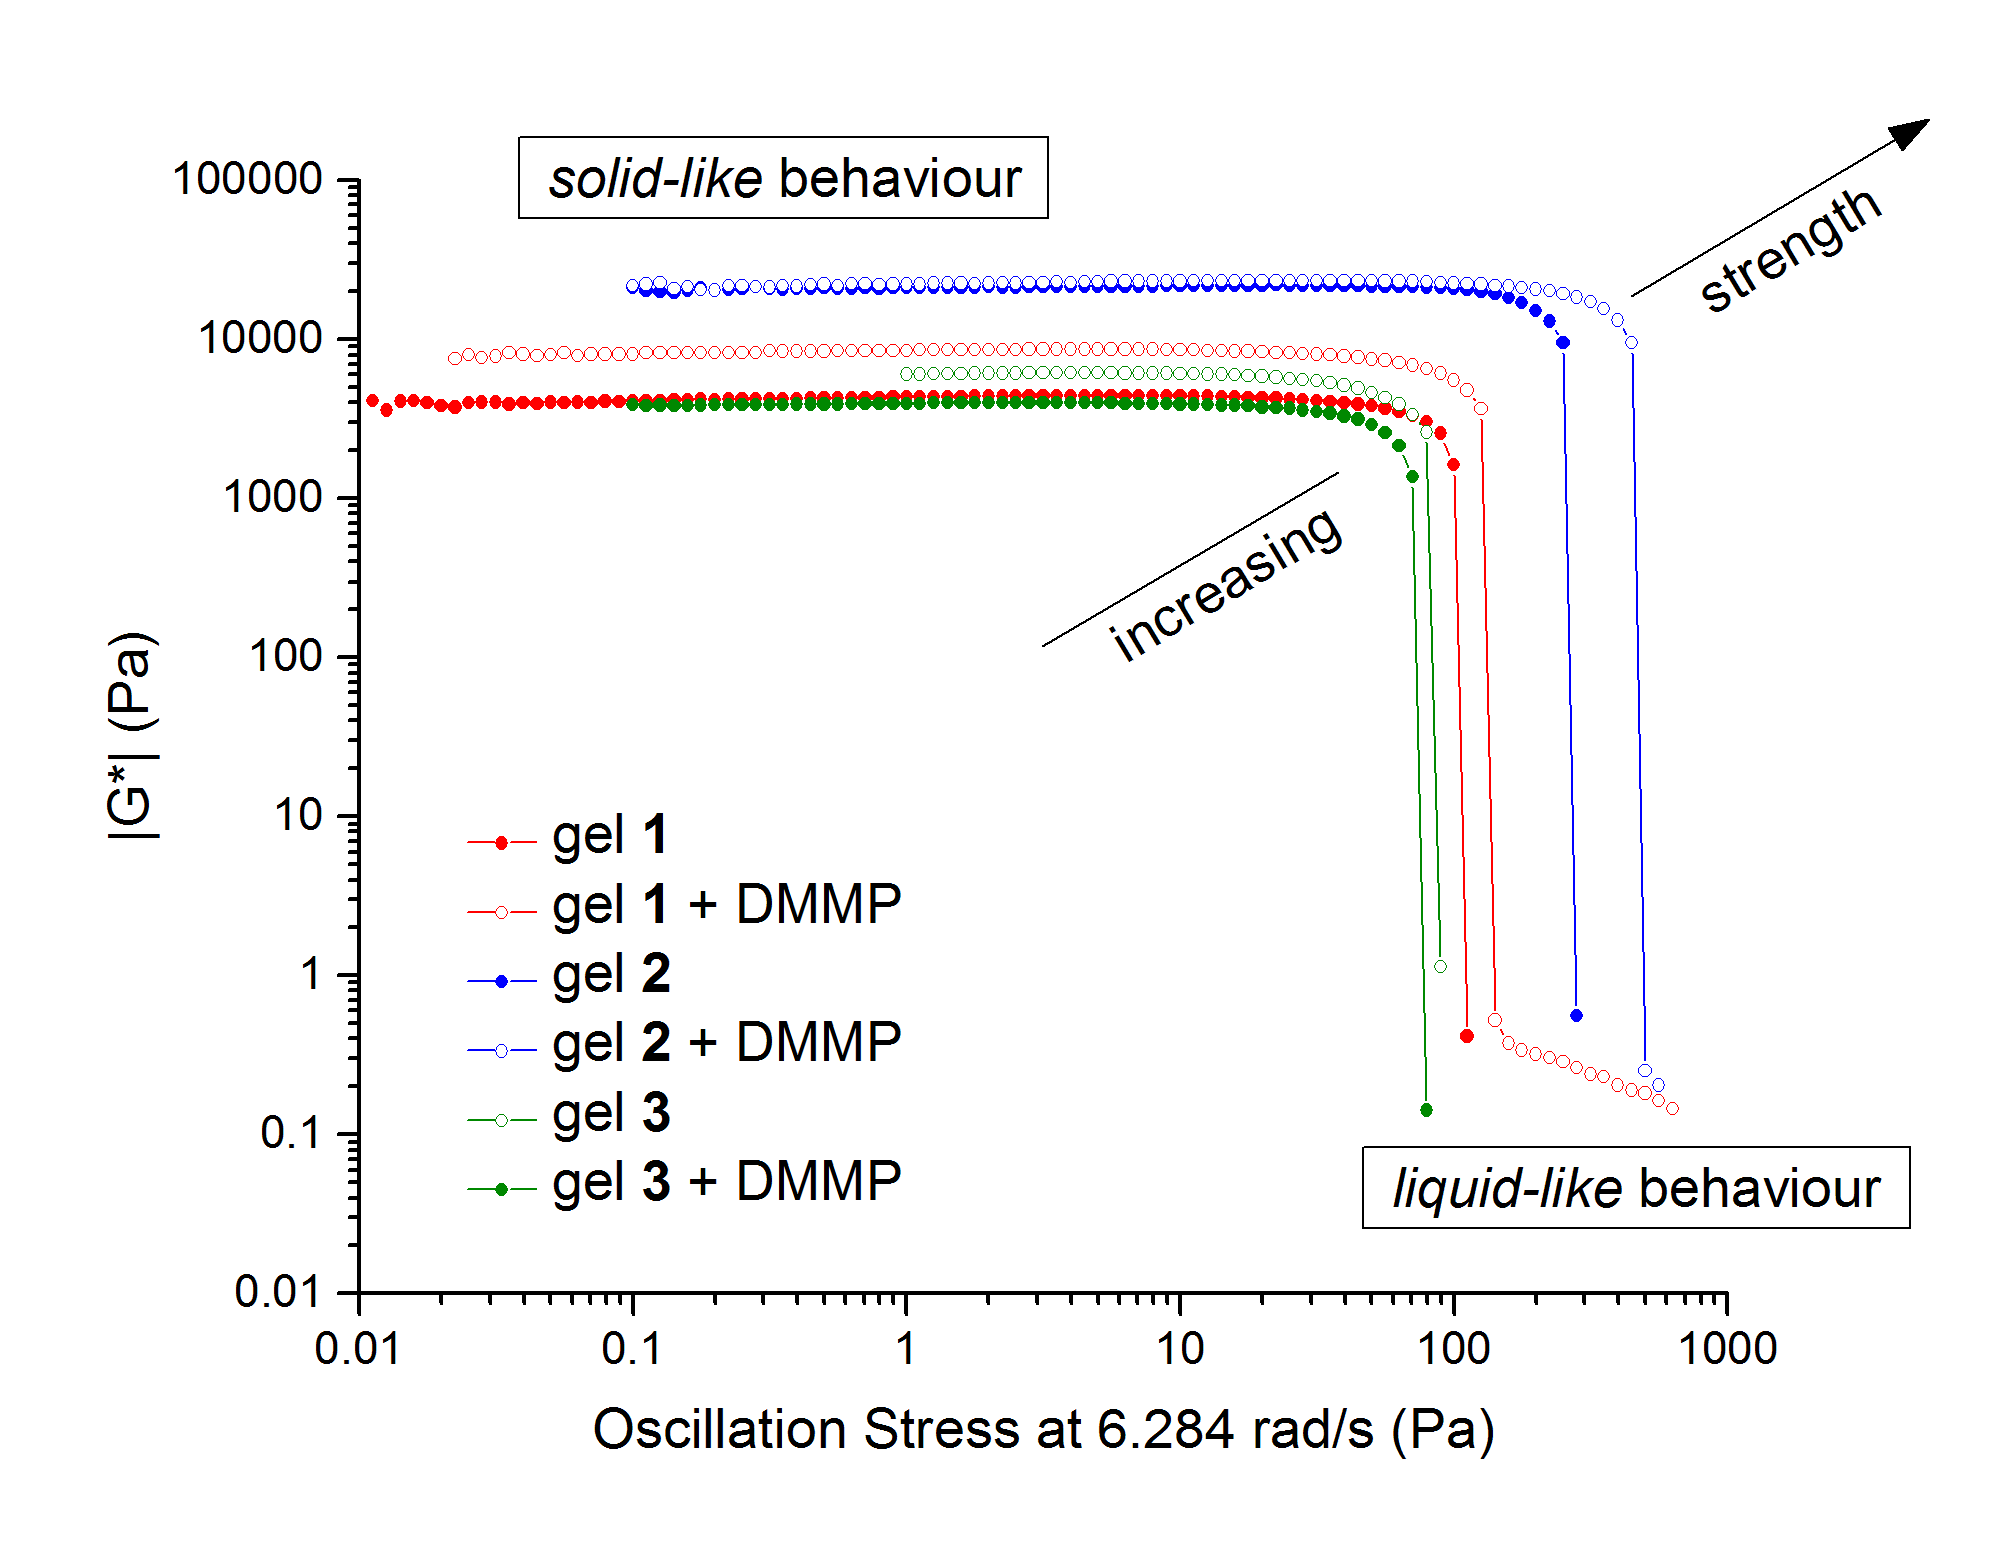 solid-like behaviour
strength
increasing
|G*| (Pa)
100000
10000
1000
100
10
1
0.1
0.01
gel 1
gel 1 + DMMP
gel 2
gel 2 + DMMP
gel 3
gel 3 + DMMP
liquid-like behaviour
0.01 0.1 1 10 100 1000
Oscillation Stress at 6.284 rad/s (Pa)